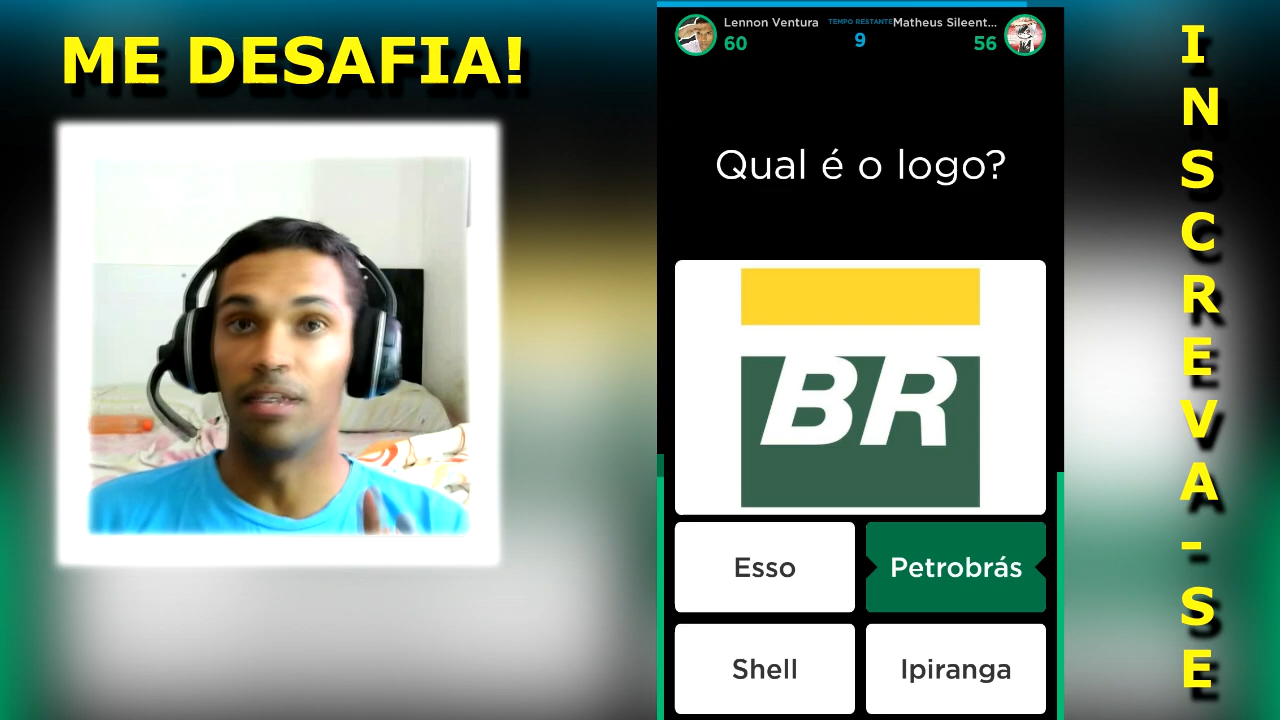 ME DESAFIA!
Lennon Ventura
60
TEMPO RESTANTE
9
Matheus Sileent...
56
Qual é o logo?
BR
Esso
Petrobrás
Shell
Ipiranga
INSCREVA-SE